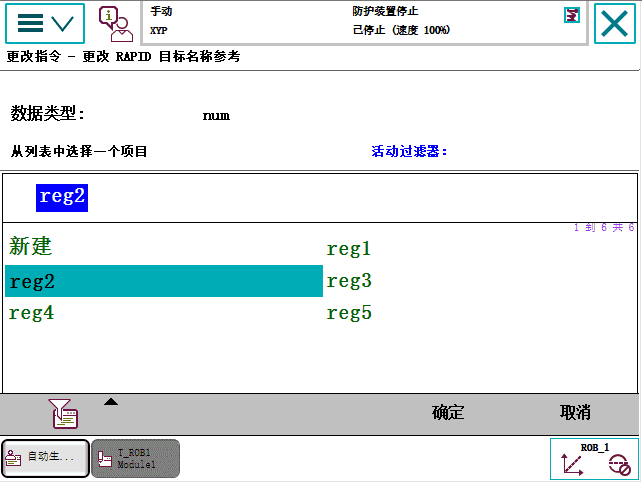 手动
防护装置停止
XYP
已停止 (速度 100%)
更改指令 - 更改 RAPID 目标名称参考
数据类型:
num
从列表中选择一个项目
活动过滤器:
reg2
1 到 6 共 6
新建
reg1
reg2
reg3
reg4
reg5
确定
取消
自动生...
T_ROB1
Module1
ROB_1